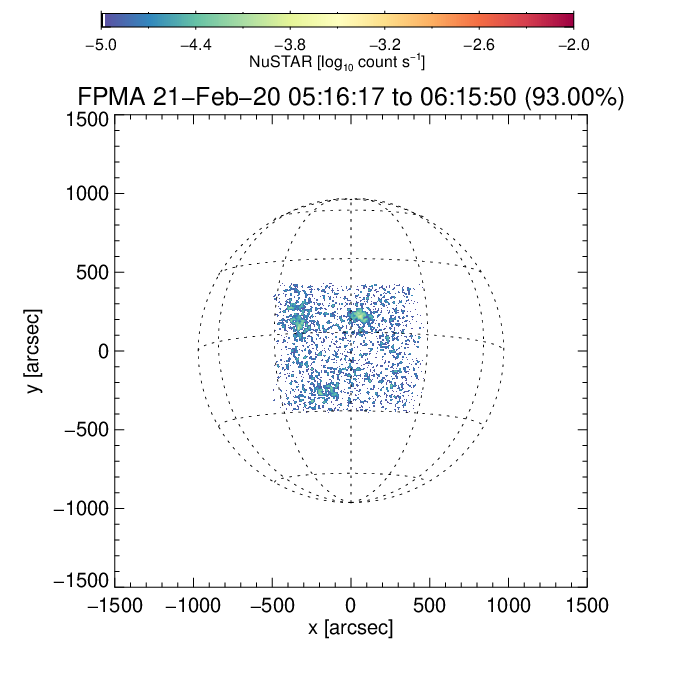 −5.0 −4.4 −3.8 −3.2 −2.6 −2.0
NuSTAR [log₁₀ count s⁻¹]
FPMA 21−Feb−20 05:16:17 to 06:15:50 (93.00%)
1500
1000
500
0
−500
−1000
−1500
y [arcsec]
−1500 −1000 −500 0 500 1000 1500
x [arcsec]